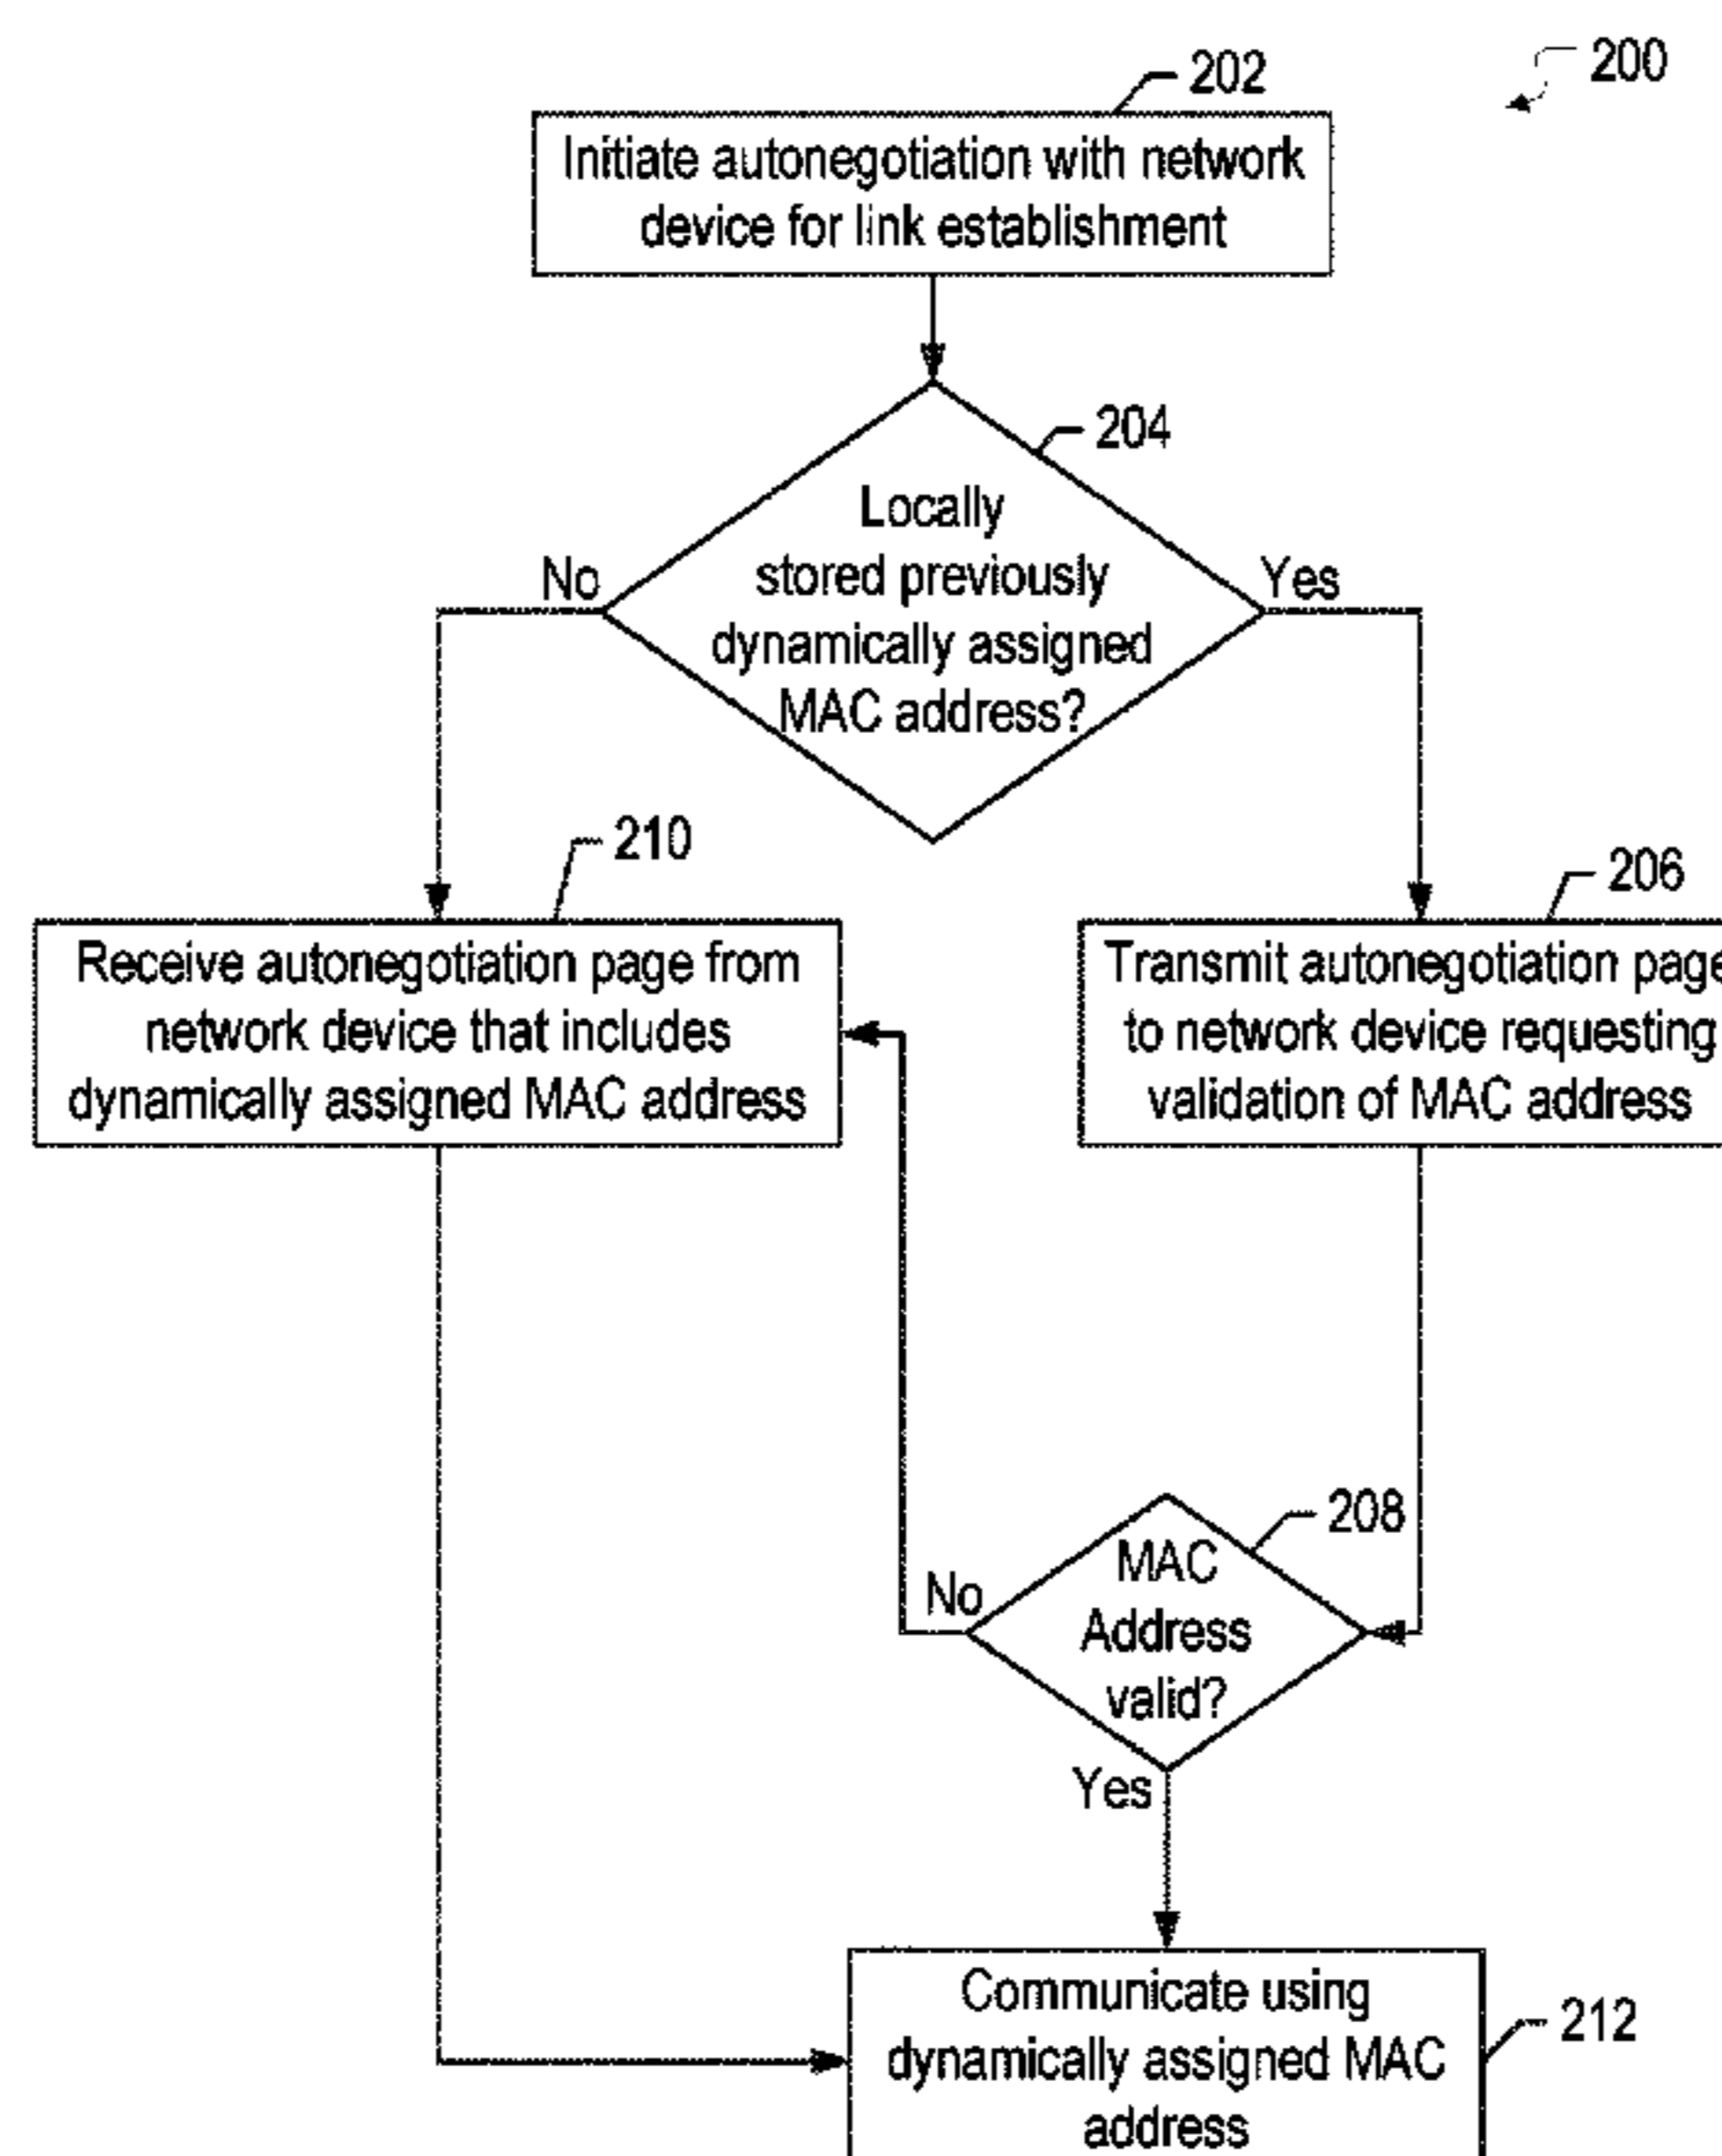 200
202
Initiate autonegotiation with network
device for link establishment
204
Locally
stored previously
dynamically assigned
MAC address?
No
Yes
210
Receive autonegotiation page from
network device that includes
dynamically assigned MAC address
206
Transmit autonegotiation page
to network device requesting
validation of MAC address
208
MAC
Address
valid?
No
Yes
212
Communicate using
dynamically assigned MAC
address